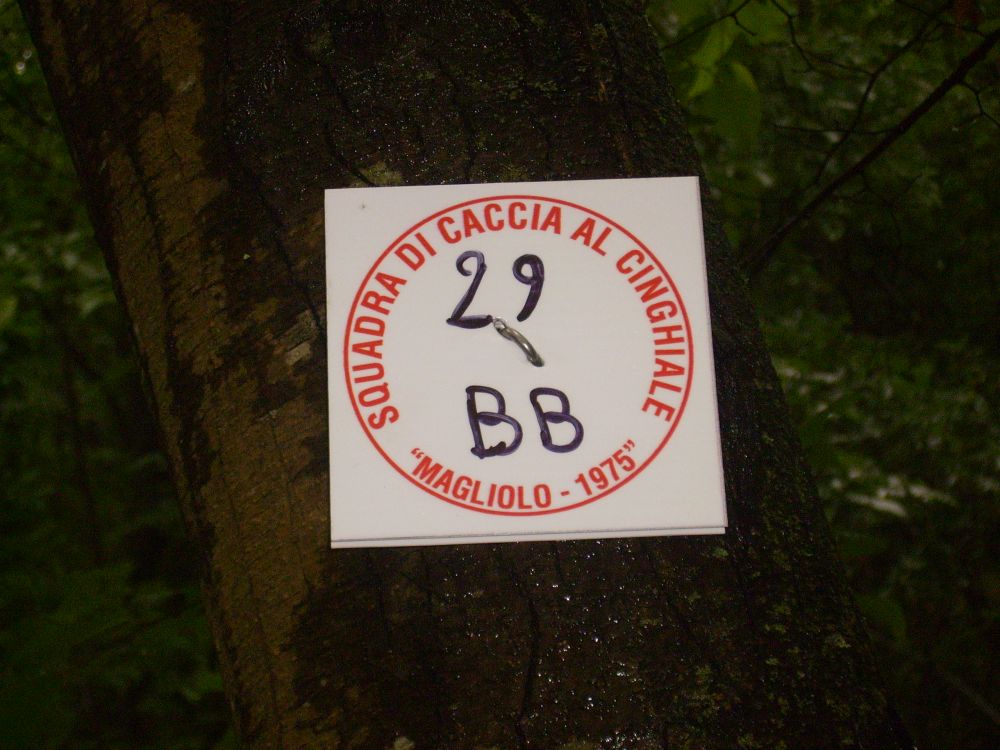 SQUADRA DI CACCIA AL CINGHIALE
29
BB
“MAGLIOLO - 1975”